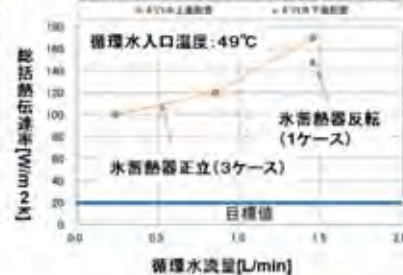 循環水入口温度:49℃
氷蓄熱器反転
(1ケース)
氷蓄熱器正立(3ケース)
目標値
総括熱伝達率[W/m2K]
180
160
140
120
100
80
60
40
20
0
0.0
0.5
1.0
1.5
2.0
循環水流量[L/min]